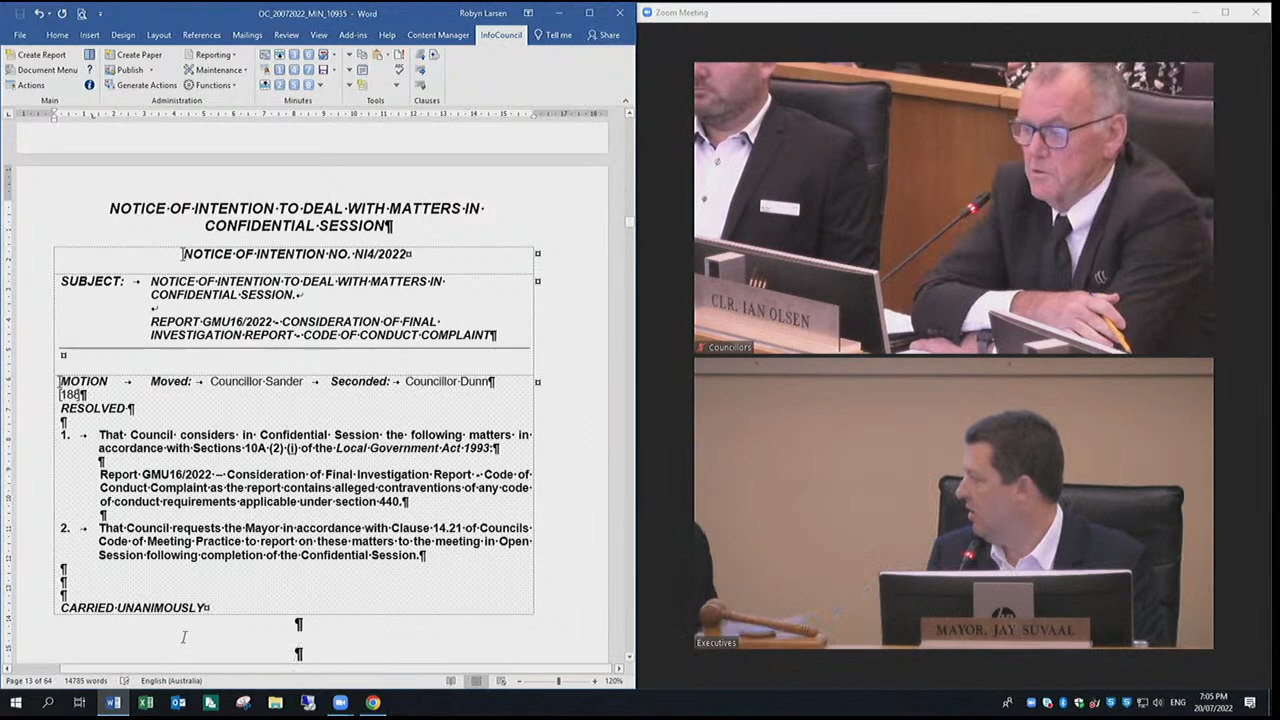 OC_20072022_MIN_10935 - Word
Robyn Larsen
File Home Insert Design Layout References Mailings Review View Add-ins Help Content Manager InfoCouncil Tell me Share
Create Report Create Paper Reporting
Document Menu Publish Maintenance
Actions Generate Actions Functions
Main Administration Minutes Tools Clauses
NOTICE OF INTENTION TO DEAL WITH MATTERS IN
CONFIDENTIAL SESSION
NOTICE OF INTENTION NO. NI4/2022
SUBJECT: NOTICE OF INTENTION TO DEAL WITH MATTERS IN
CONFIDENTIAL SESSION.
REPORT GMU16/2022 - CONSIDERATION OF FINAL
INVESTIGATION REPORT - CODE OF CONDUCT COMPLAINT
MOTION Moved: Councillor Sander Seconded: Councillor Dunn
188
RESOLVED
1. That Council considers in Confidential Session the following matters in
accordance with Sections 10A (2) (i) of the Local Government Act 1993:
Report GMU16/2022 – Consideration of Final Investigation Report - Code of
Conduct Complaint as the report contains alleged contraventions of any code
of conduct requirements applicable under section 440.
2. That Council requests the Mayor in accordance with Clause 14.21 of Councils
Code of Meeting Practice to report on these matters to the meeting in Open
Session following completion of the Confidential Session.
CARRIED UNANIMOUSLY
Page 13 of 64 14785 words English (Australia) 120%
Zoom Meeting
CLR. IAN OLSEN
Councillors
hp
MAYOR. JAY SUVAAL
Executives
ENG
7:05 PM
20/07/2022